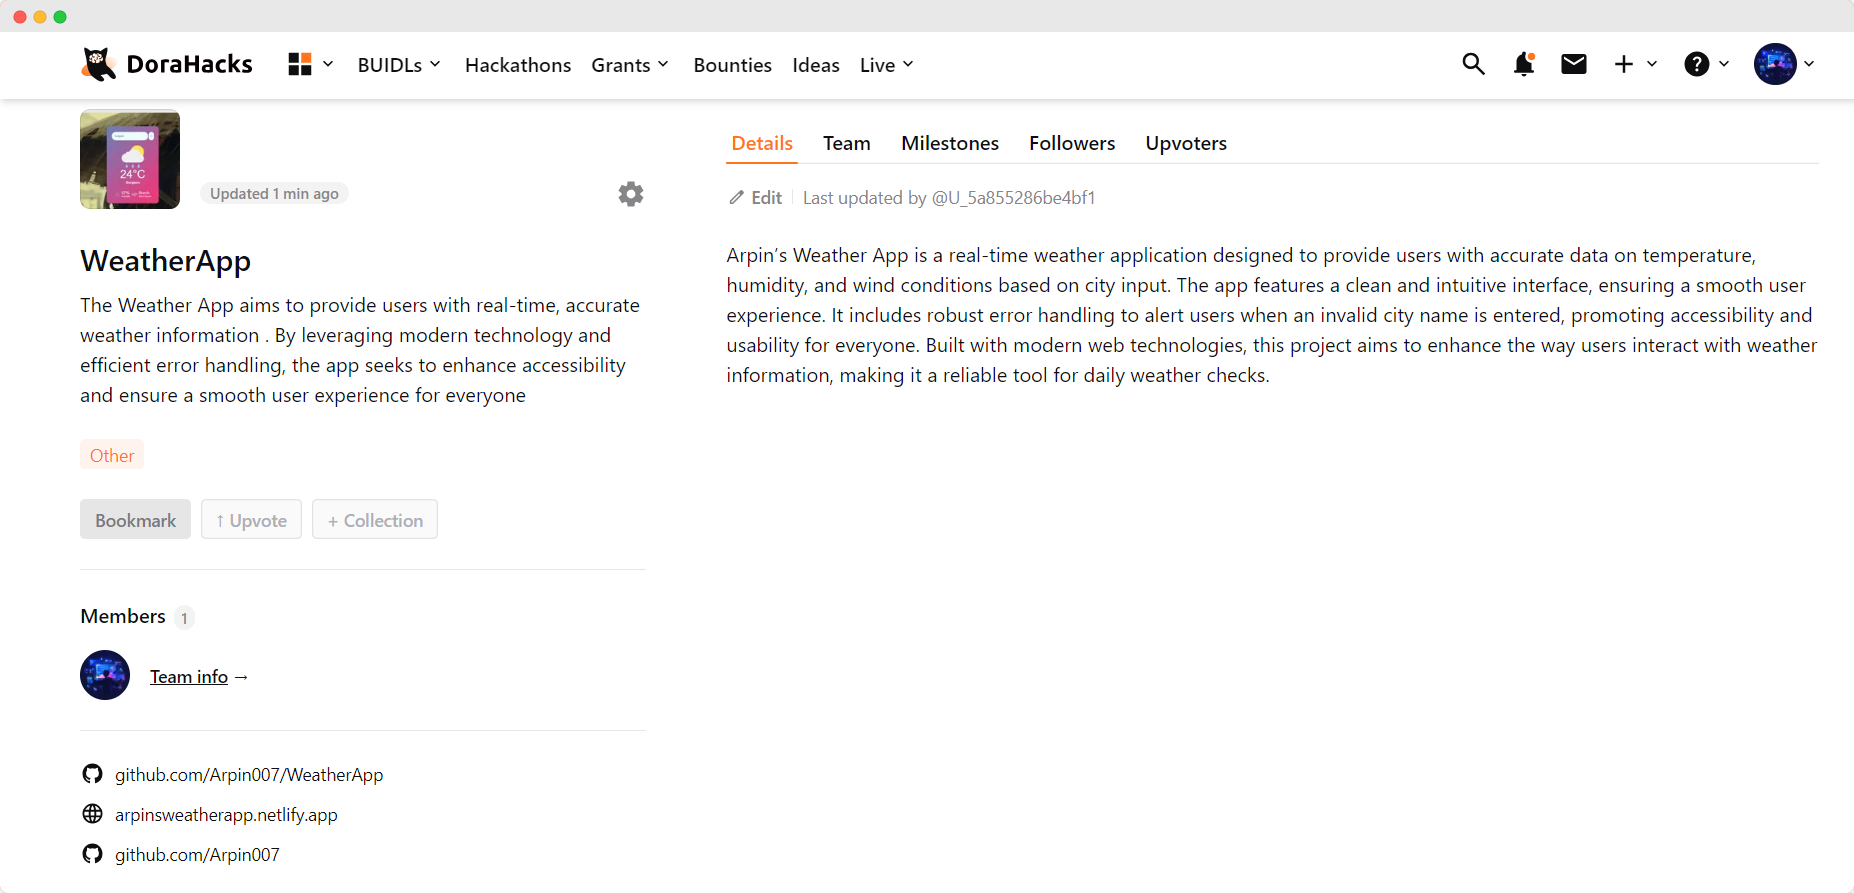 DoraHacks
BUIDLs
Hackathons
Grants
Bounties
Ideas
Live
24°C
Updated 1 min ago
WeatherApp
The Weather App aims to provide users with real-time, accurate
weather information . By leveraging modern technology and
efficient error handling, the app seeks to enhance accessibility
and ensure a smooth user experience for everyone
Other
Bookmark
↑ Upvote
+ Collection
Members 1
Team info →
github.com/Arpin007/WeatherApp
arpinsweatherapp.netlify.app
github.com/Arpin007
Details
Team
Milestones
Followers
Upvoters
Edit
Last updated by @U_5a855286be4bf1
Arpin’s Weather App is a real-time weather application designed to provide users with accurate data on temperature,
humidity, and wind conditions based on city input. The app features a clean and intuitive interface, ensuring a smooth user
experience. It includes robust error handling to alert users when an invalid city name is entered, promoting accessibility and
usability for everyone. Built with modern web technologies, this project aims to enhance the way users interact with weather
information, making it a reliable tool for daily weather checks.